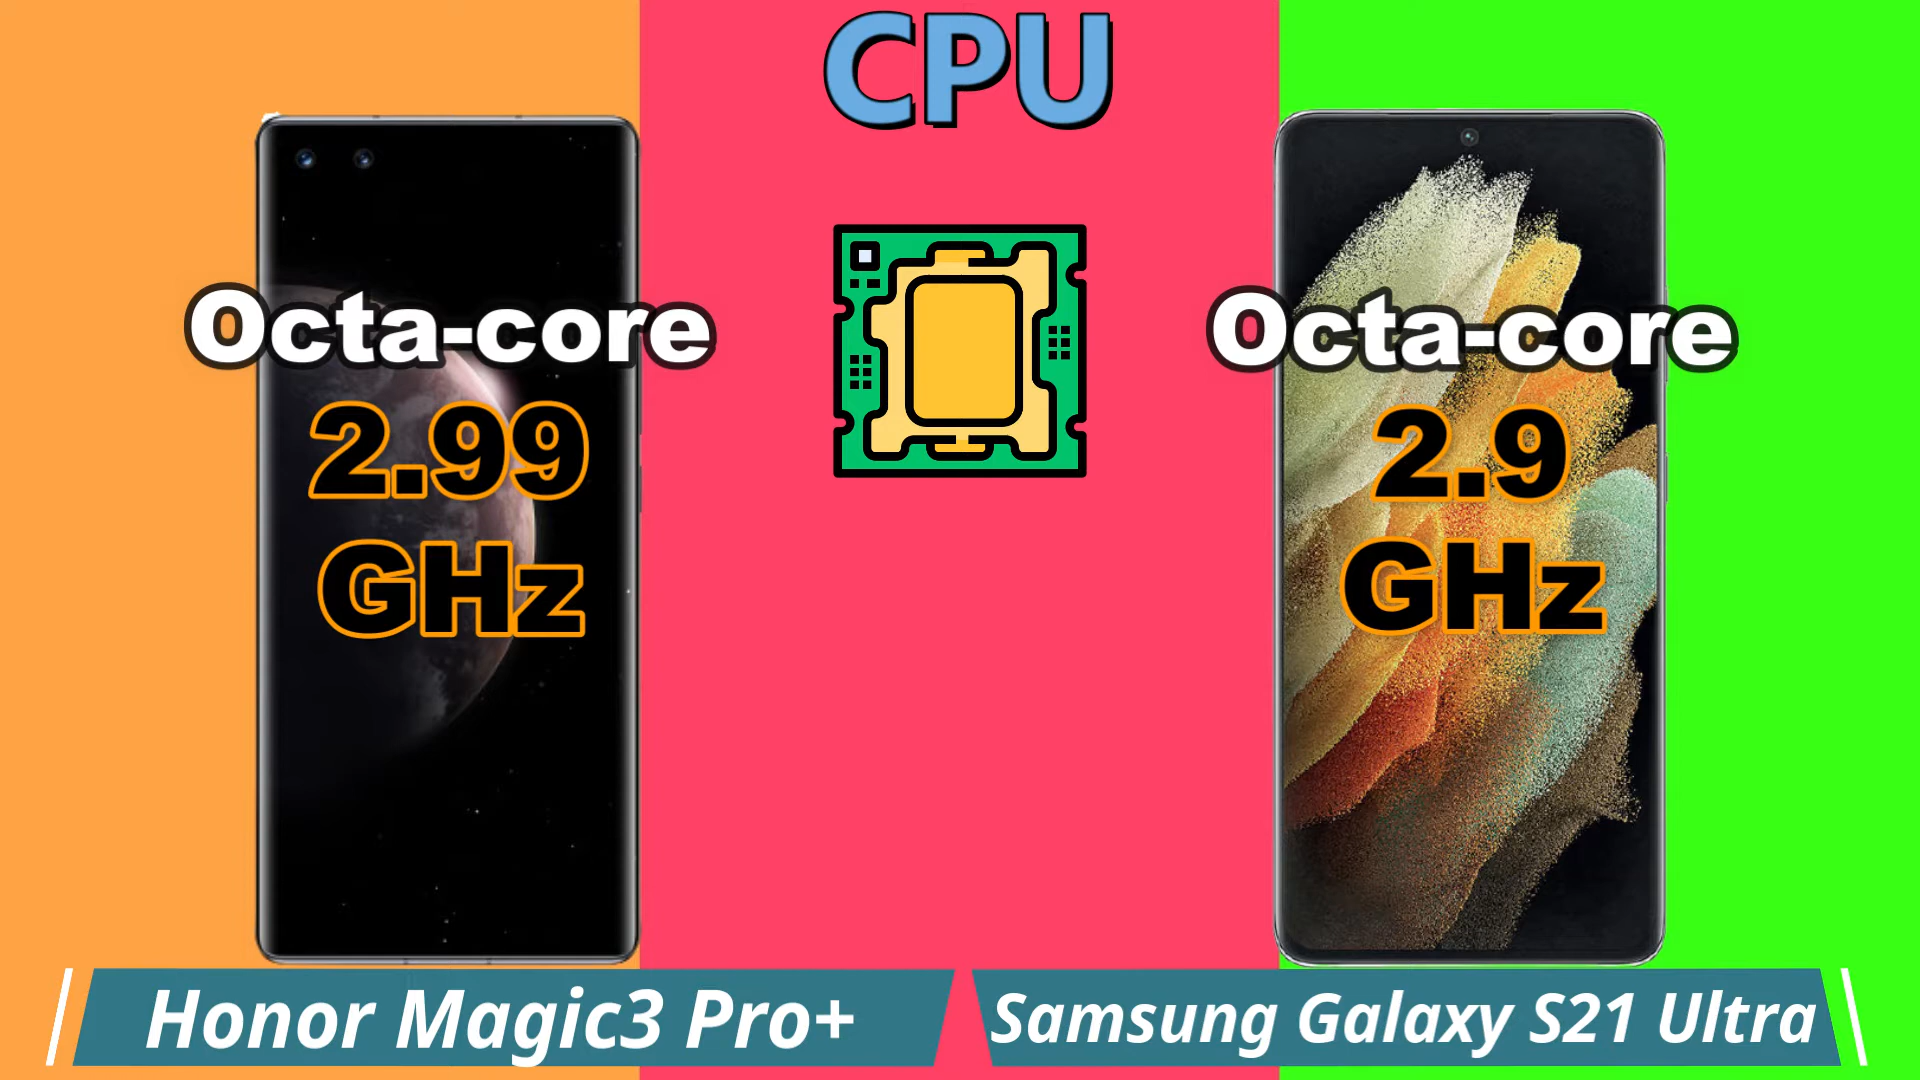 CPU
Octa-core
2.99
GHz
Octa-core
2.9
GHz
Honor Magic3 Pro+
Samsung Galaxy S21 Ultra